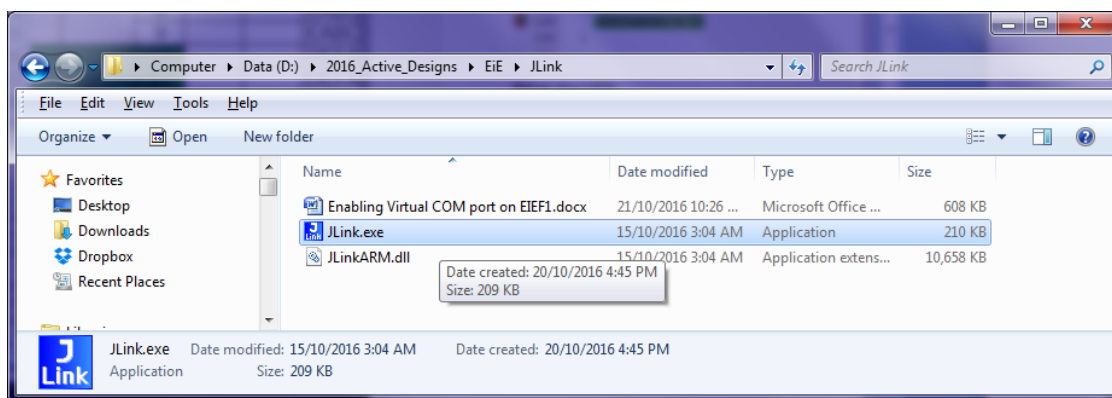 Computer ▸ Data (D:) ▸ 2016_Active_Designs ▸ EiE ▸ JLink Search JLink
File Edit View Tools Help
Organize Open New folder
Name Date modified Type Size
Favorites
Desktop
Downloads
Dropbox
Recent Places
Enabling Virtual COM port on EIEF1.docx 21/10/2016 10:26 ... Microsoft Office ... 608 KB
JLink.exe 15/10/2016 3:04 AM Application 210 KB
JLinkARM.dll 15/10/2016 3:04 AM Application extens... 10,658 KB
Date created: 20/10/2016 4:45 PM
Size: 209 KB
J
Link
JLink.exe Date modified: 15/10/2016 3:04 AM Date created: 20/10/2016 4:45 PM
Application Size: 209 KB